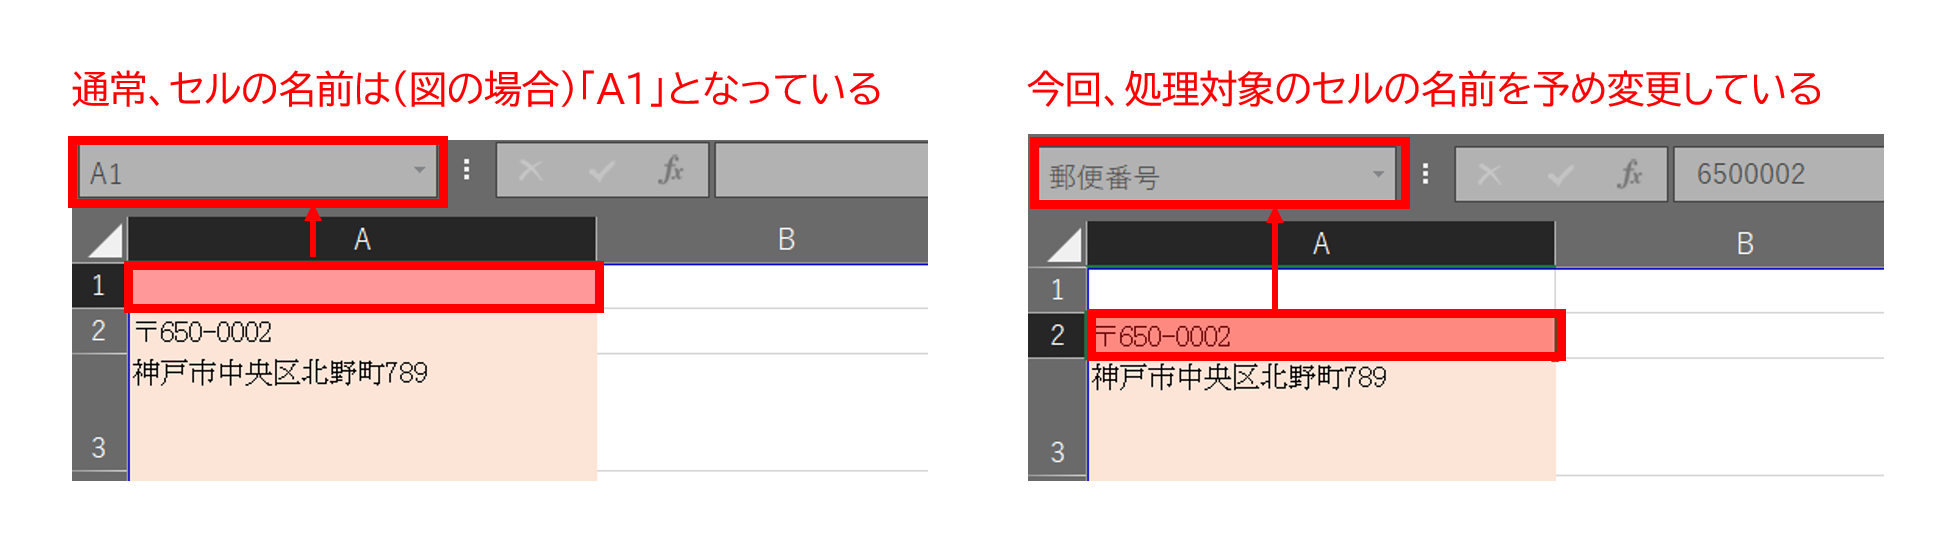 通常、セルの名前は（図の場合）「A1」となっている
A1
fx
A
B
1
2
〒650-0002
神戸市中央区北野町789
3
今回、処理対象のセルの名前を予め変更している
郵便番号
fx
6500002
A
B
1
2
〒650-0002
神戸市中央区北野町789
3